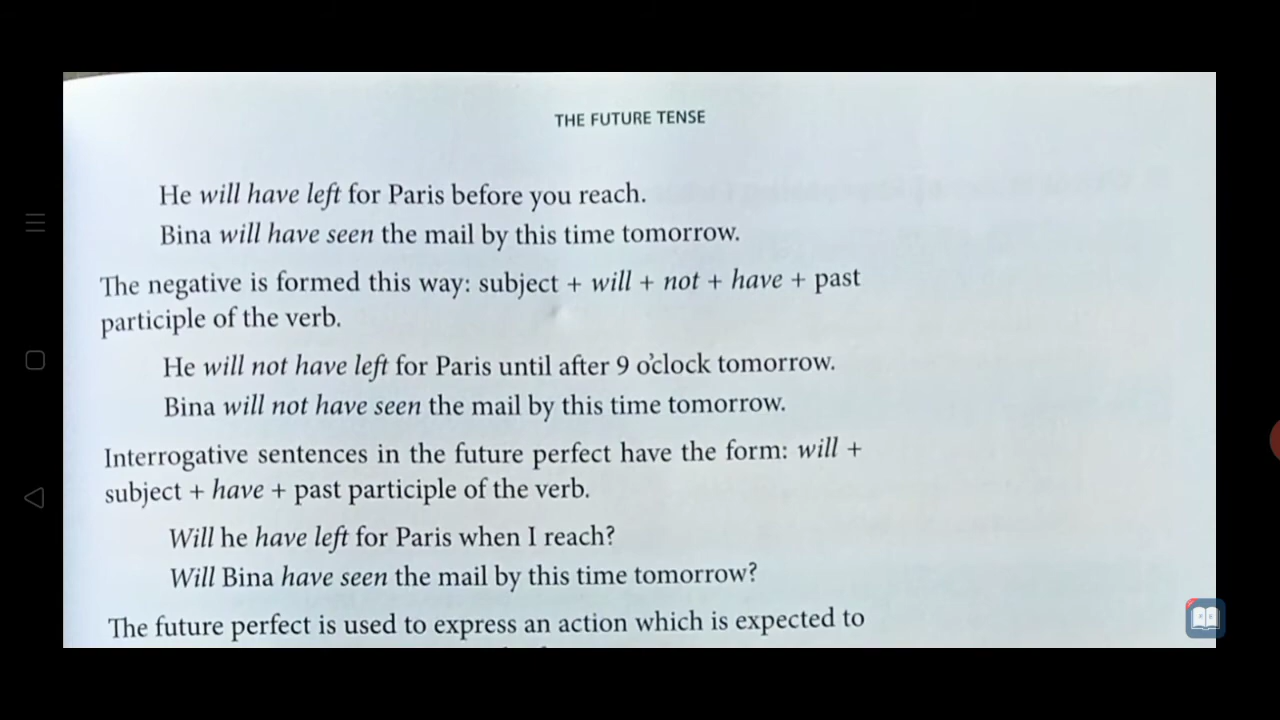 THE FUTURE TENSE
He will have left for Paris before you reach.
Bina will have seen the mail by this time tomorrow.
The negative is formed this way: subject + will + not + have + past
participle of the verb.
He will not have left for Paris until after 9 o'clock tomorrow.
Bina will not have seen the mail by this time tomorrow.
Interrogative sentences in the future perfect have the form: will +
subject + have + past participle of the verb.
Will he have left for Paris when I reach?
Will Bina have seen the mail by this time tomorrow?
The future perfect is used to express an action which is expected to